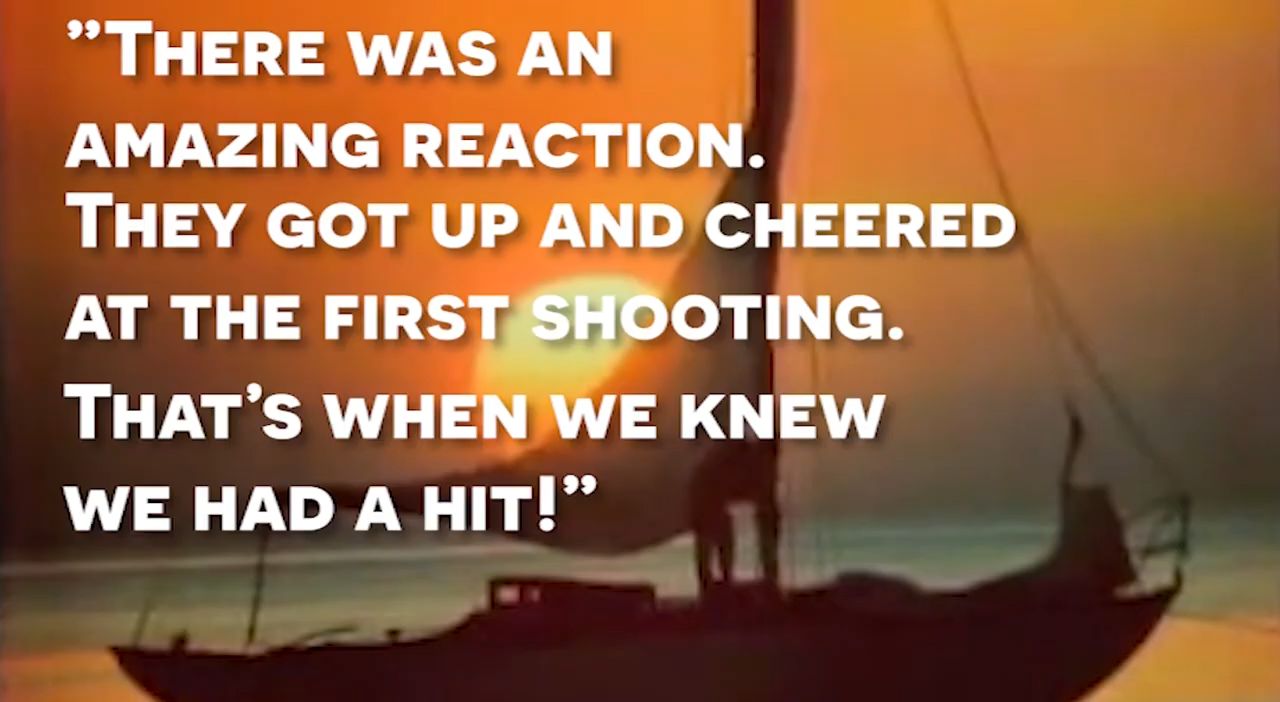 ”There was an
amazing reaction.
They got up and cheered
at the first shooting.
That’s when we knew
we had a hit!”